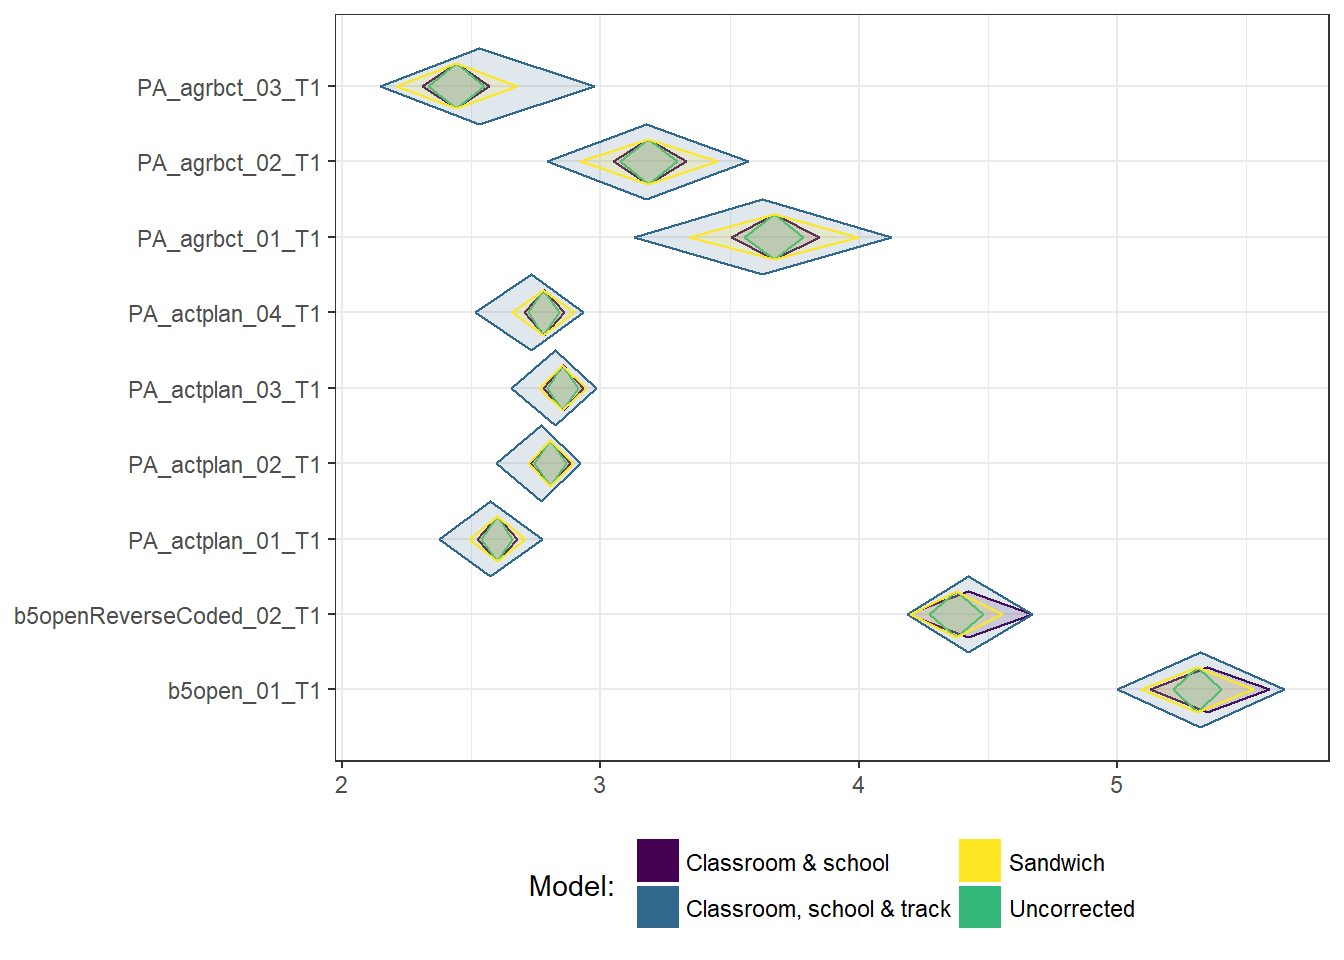 PA_agrbct_03_T1
PA_agrbct_02_T1
PA_agrbct_01_T1
PA_actplan_04_T1
PA_actplan_03_T1
PA_actplan_02_T1
PA_actplan_01_T1
b5openReverseCoded_02_T1
b5open_01_T1
2 3 4 5
Model:
Classroom & school
Sandwich
Classroom, school & track
Uncorrected